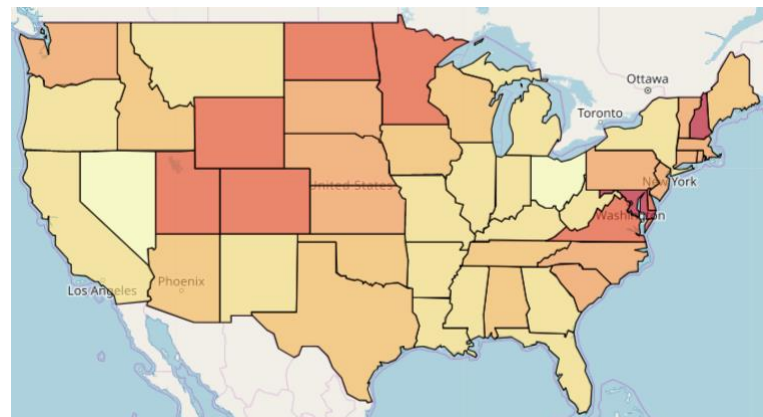 Ottawa
Toronto
United States
New York
Washington
Los Angeles
Phoenix